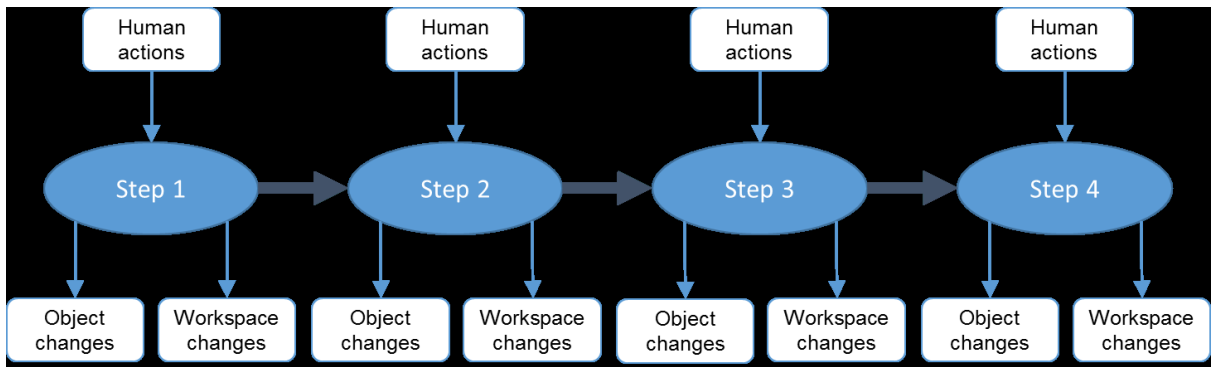 Human
actions
Human
actions
Human
actions
Human
actions
Step 1
Step 2
Step 3
Step 4
Object
changes
Workspace
changes
Object
changes
Workspace
changes
Object
changes
Workspace
changes
Object
changes
Workspace
changes